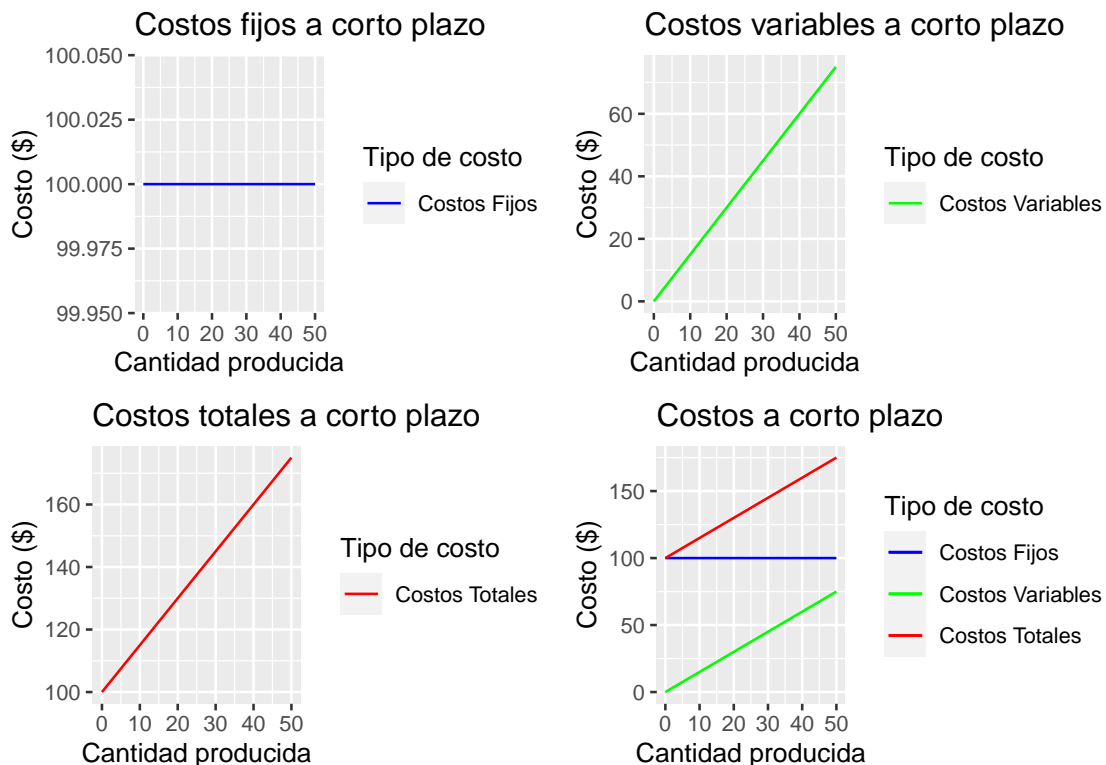 Costos fijos a corto plazo
100.050
100.025
100.000
99.975
99.950
Costo ($)
0 10 20 30 40 50
Cantidad producida
Tipo de costo
Costos Fijos
Costos variables a corto plazo
60
40
20
0
Costo ($)
0 10 20 30 40 50
Cantidad producida
Tipo de costo
Costos Variables
Costos totales a corto plazo
160
140
120
100
Costo ($)
0 10 20 30 40 50
Cantidad producida
Tipo de costo
Costos Totales
Costos a corto plazo
150
100
50
0
Costo ($)
0 10 20 30 40 50
Cantidad producida
Tipo de costo
Costos Fijos
Costos Variables
Costos Totales